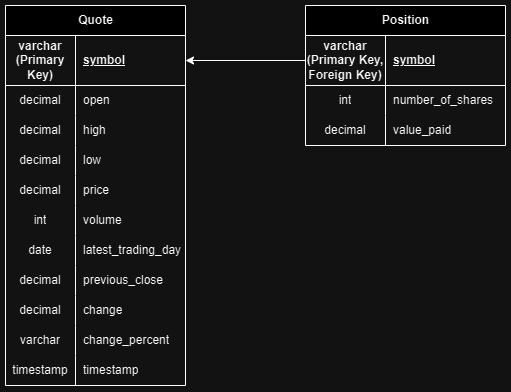 Quote
varchar
(Primary
Key)
symbol
decimal open
decimal high
decimal low
decimal price
int volume
date latest_trading_day
decimal previous_close
decimal change
varchar change_percent
timestamp timestamp
Position
varchar
(Primary Key,
Foreign Key)
symbol
int number_of_shares
decimal value_paid